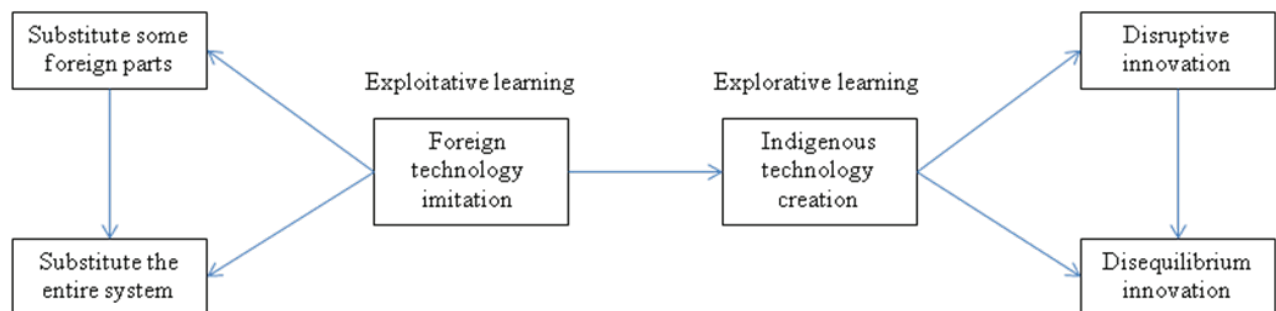 Substitute some
foreign parts
Disruptive
innovation
Exploitative learning
Explorative learning
Foreign
technology
imitation
Indigenous
technology
creation
Substitute the
entire system
Disequilibrium
innovation